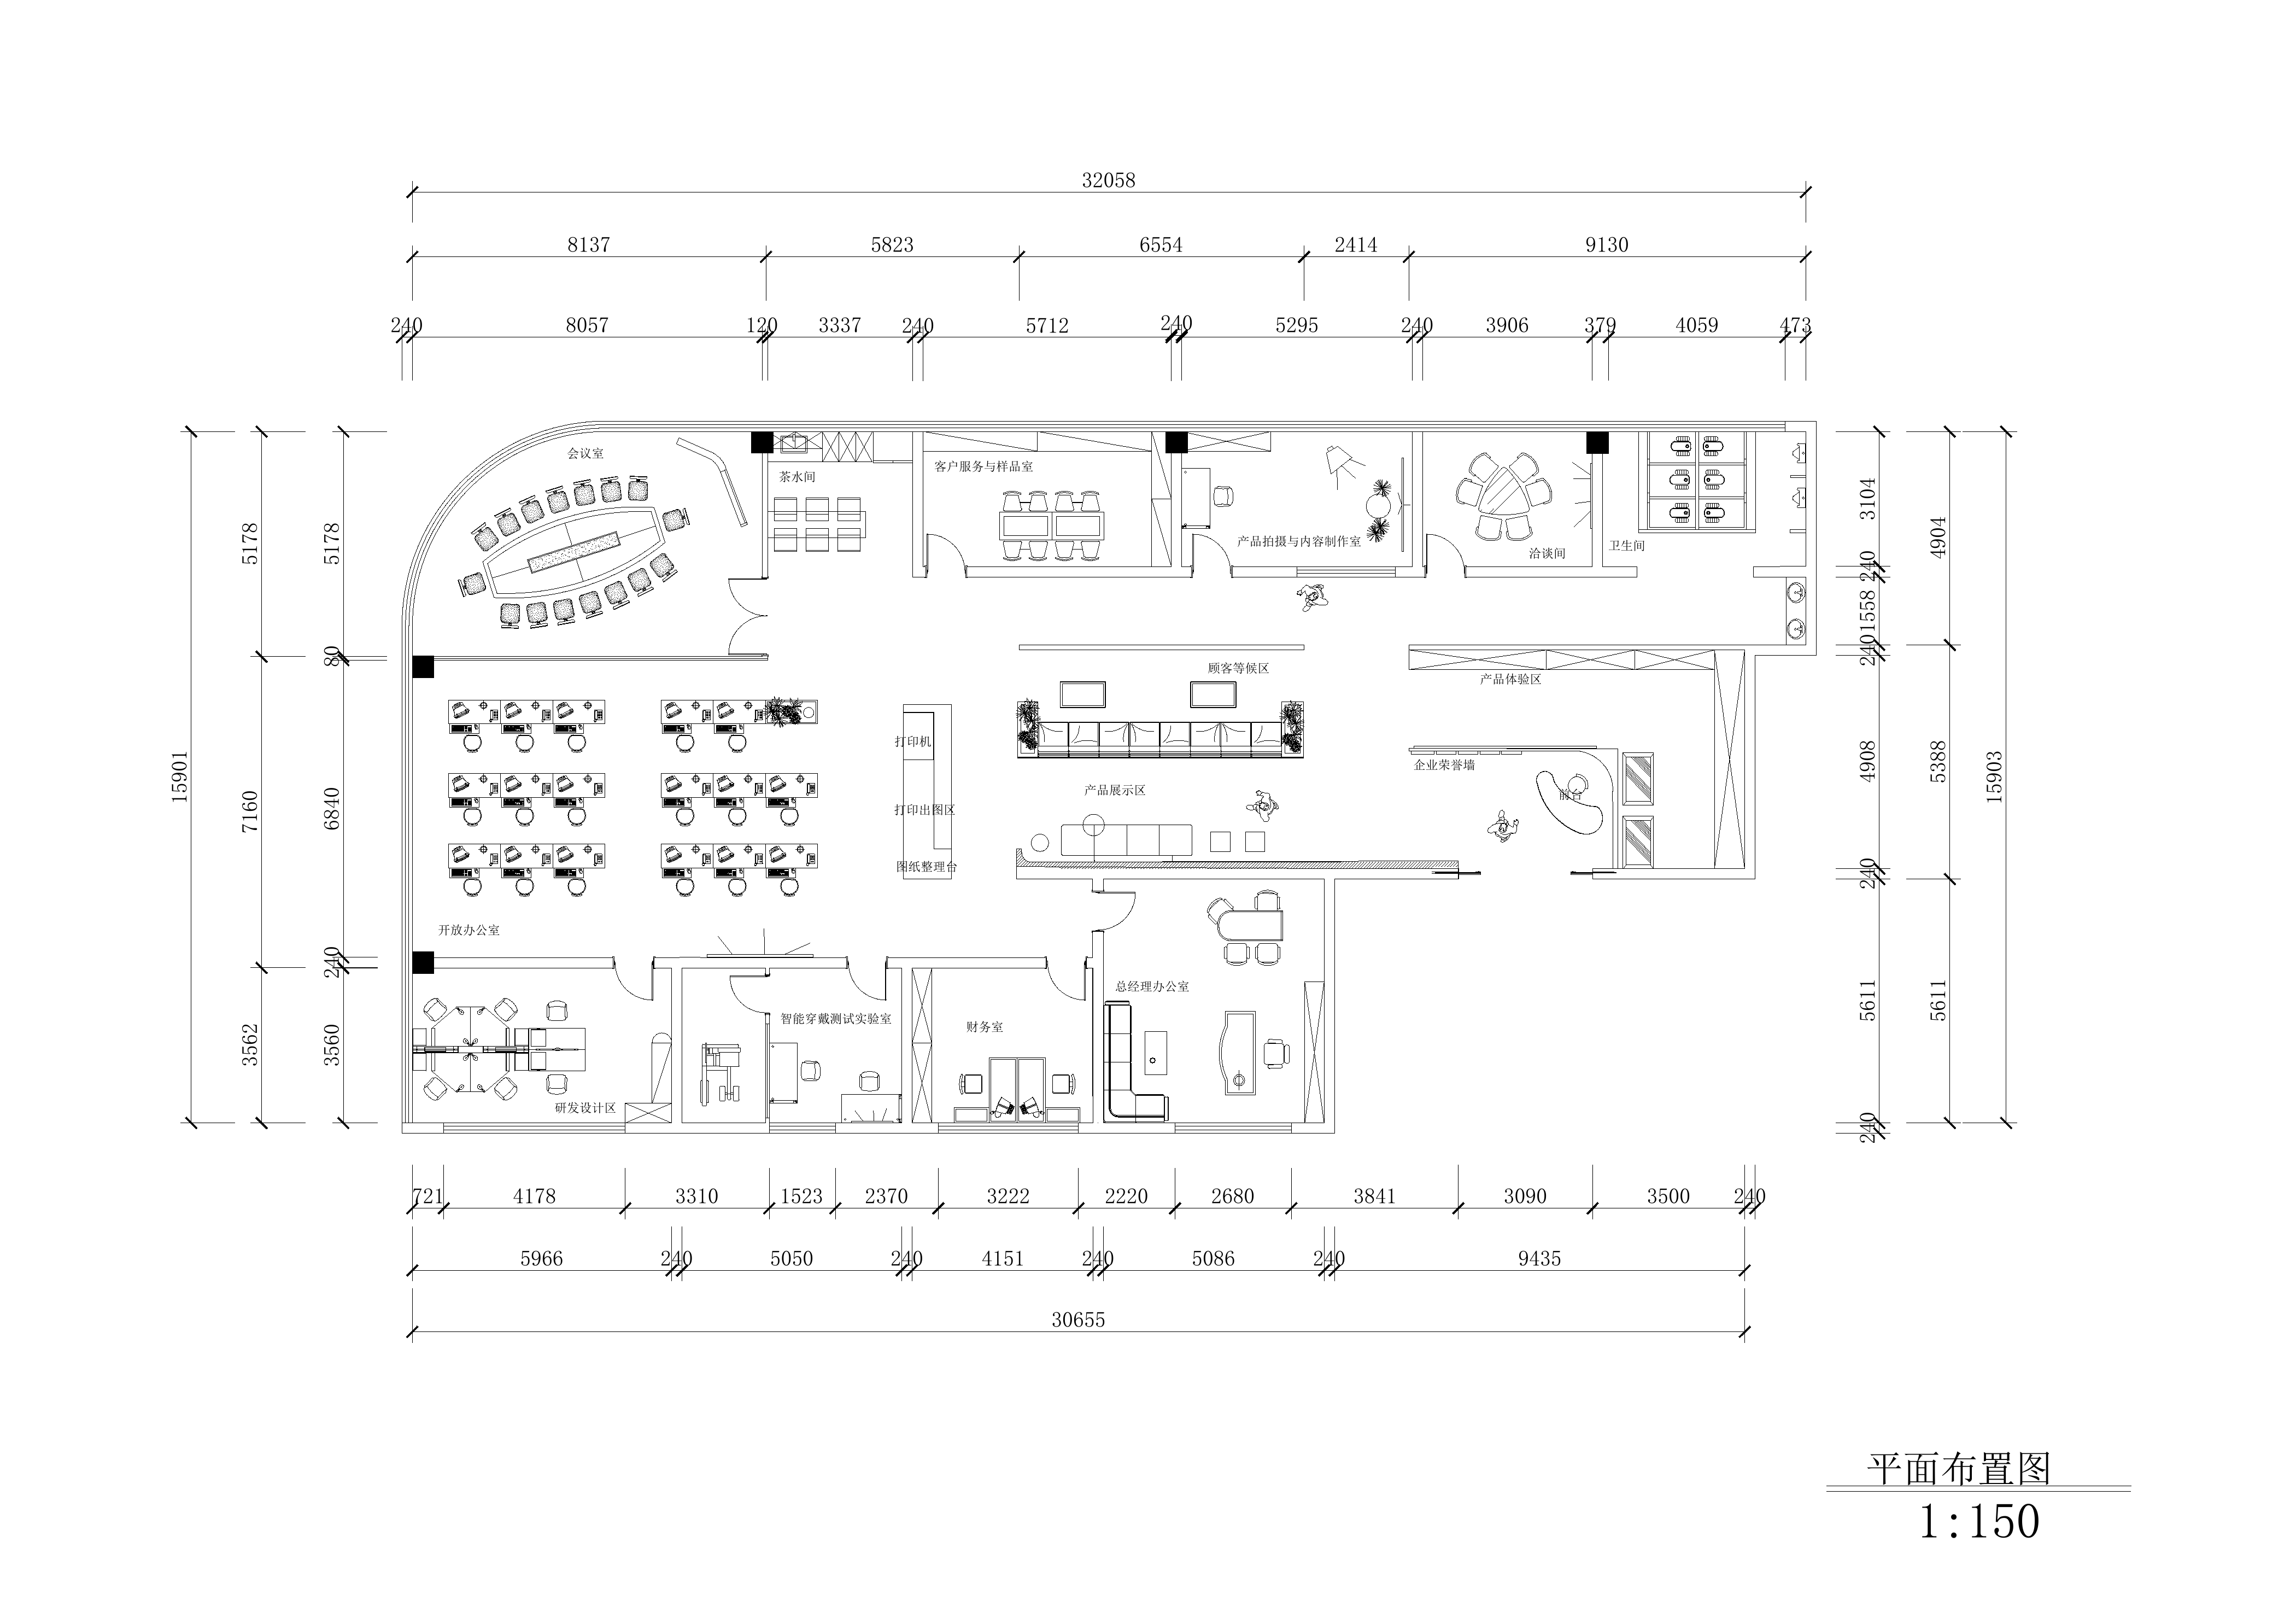 32058
8137 5823 6554 2414 9130
240 8057 120 3337 240 5712 240 5295 240 3906 379 4059 473
会议室
茶水间
客户服务与样品室
产品拍摄与内容制作室
洽谈间
卫生间
顾客等候区
产品体验区
打印机
企业荣誉墙
产品展示区
前台
打印出图区
图纸整理台
开放办公室
总经理办公室
智能穿戴测试实验室
财务室
研发设计区
15901
5178 7160 3562
5178 80 6840 240 3560
3104 240 1558 240 4908 240 5611 240
4904 5388 5611
15903
721 4178 3310 1523 2370 3222 2220 2680 3841 3090 3500 240
5966 240 5050 240 4151 240 5086 240 9435
30655
平面布置图
1:150